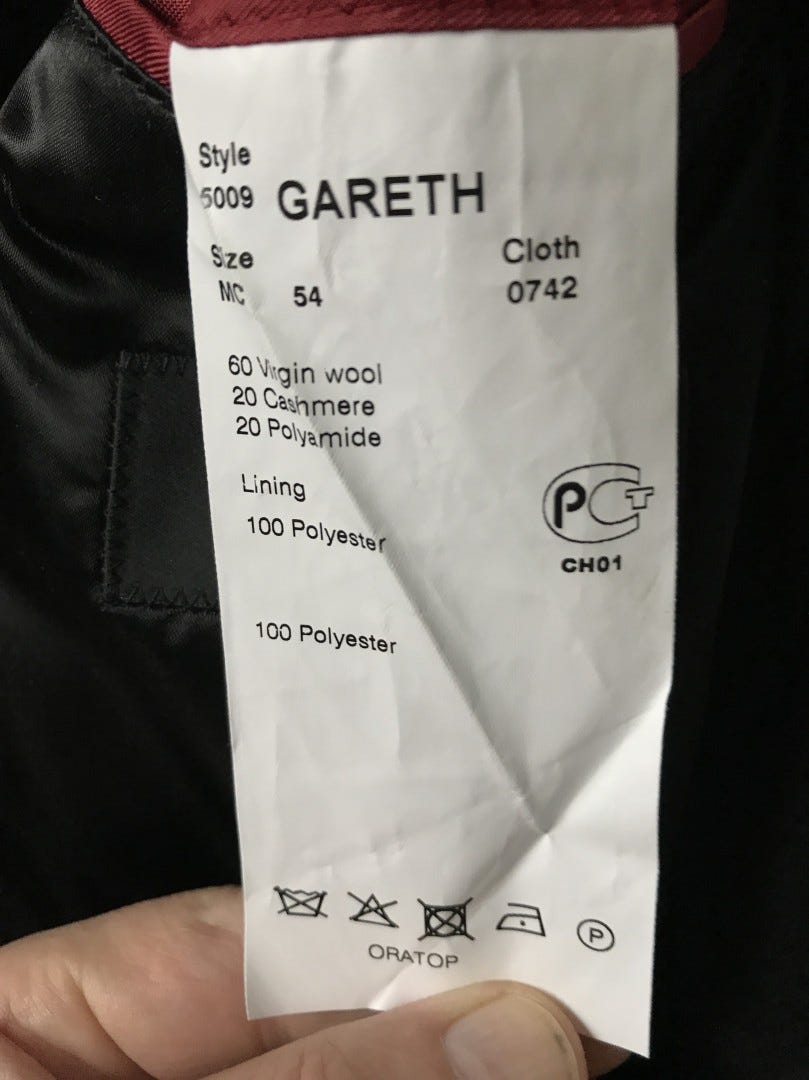 Style
5009 GARETH
Size Cloth
MC 54 0742
60 Virgin wool
20 Cashmere
20 Polyamide
Lining
100 Polyester
РСТ
CH01
100 Polyester
P
ORATOP